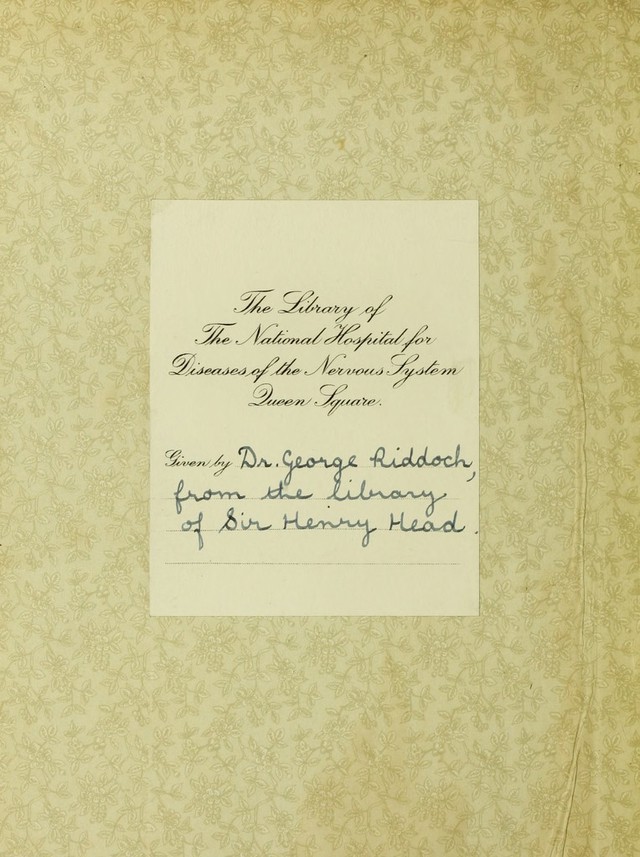 The Library of
The National Hospital for
Diseases of the Nervous System
Queen Square.
Given by Dr. George Riddoch,
from the library
of Sir Henry Head.